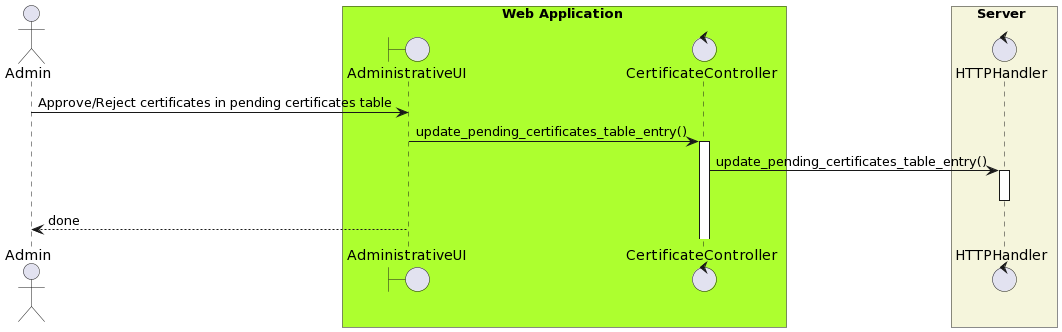 Web Application
Server
Admin
AdministrativeUI
CertificateController
HTTPHandler
Approve/Reject certificates in pending certificates table
update_pending_certificates_table_entry()
update_pending_certificates_table_entry()
done
Admin
AdministrativeUI
CertificateController
HTTPHandler